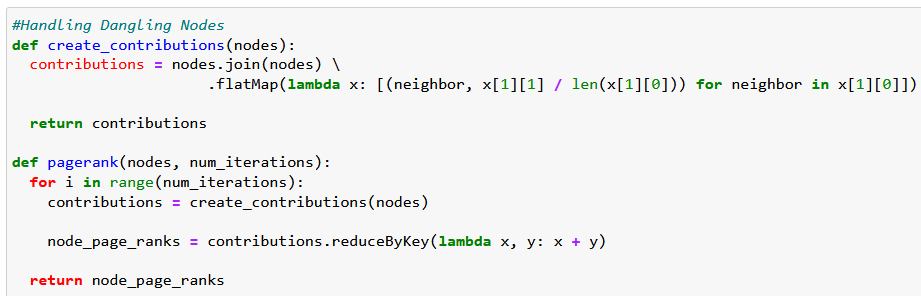 #Handling Dangling Nodes
def create_contributions(nodes):
  contributions = nodes.join(nodes) \
                      .flatMap(lambda x: [(neighbor, x[1][1] / len(x[1][0])) for neighbor in x[1][0]])
  return contributions
def pagerank(nodes, num_iterations):
  for i in range(num_iterations):
    contributions = create_contributions(nodes)
    node_page_ranks = contributions.reduceByKey(lambda x, y: x + y)
  return node_page_ranks